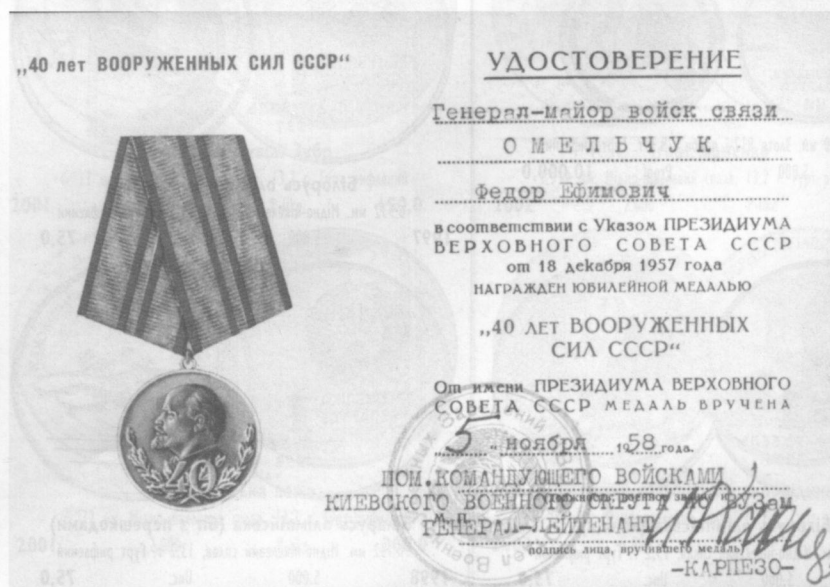 „40 лет ВООРУЖЕННЫХ СИЛ СССР“
40
УДОСТОВЕРЕНИЕ
Генерал-майор войск связи
ОМЕЛЬЧУК
Федор Ефимович
в соответствии с Указом ПРЕЗИДИУМА
ВЕРХОВНОГО СОВЕТА СССР
от 18 декабря 1957 года
НАГРАЖДЕН ЮБИЛЕЙНОЙ МЕДАЛЬЮ
„40 ЛЕТ ВООРУЖЕННЫХ
СИЛ СССР“
От имени ПРЕЗИДИУМА ВЕРХОВНОГО
СОВЕТА СССР МЕДАЛЬ ВРУЧЕНА
„5“ ноября 1958 года.
ПОМ.КОМАНДУЮЩЕГО ВОЙСКАМИ
КИЕВСКОГО ВОЕННОГО ОКРУГА ПО ВУЗам
ГЕНЕРАЛ-ЛЕЙТЕНАНТ
подпись лица, вручившего медаль
-КАРПЕЗО-